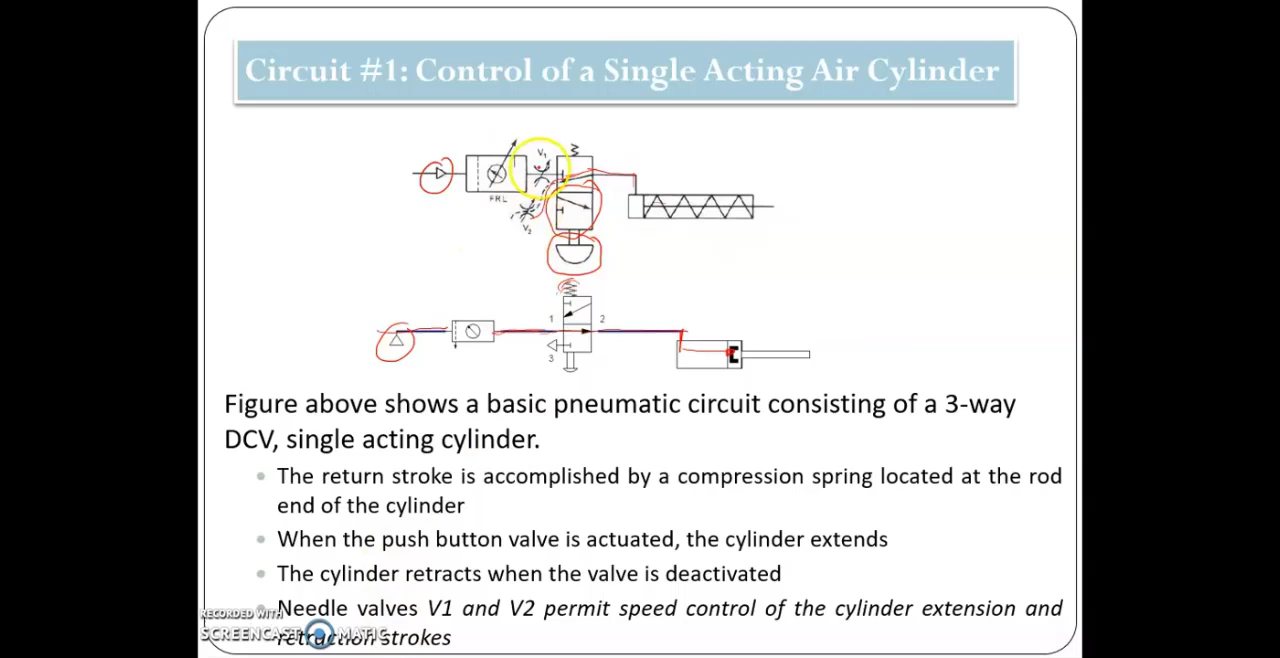 Circuit #1: Control of a Single Acting Air Cylinder
V1
FRL
V2
1
2
3
Figure above shows a basic pneumatic circuit consisting of a 3-way
DCV, single acting cylinder.
The return stroke is accomplished by a compression spring located at the rod
end of the cylinder
When the push button valve is actuated, the cylinder extends
The cylinder retracts when the valve is deactivated
Needle valves V1 and V2 permit speed control of the cylinder extension and
retraction strokes
RECORDED WITH
SCREENCAST MATIC